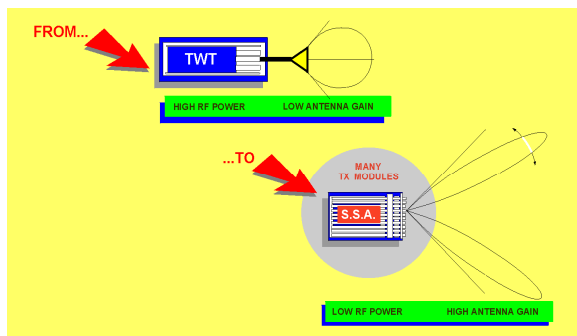 FROM...
TWT
HIGH RF POWER LOW ANTENNA GAIN
...TO
MANY
TX MODULES
S.S.A.
LOW RF POWER HIGH ANTENNA GAIN